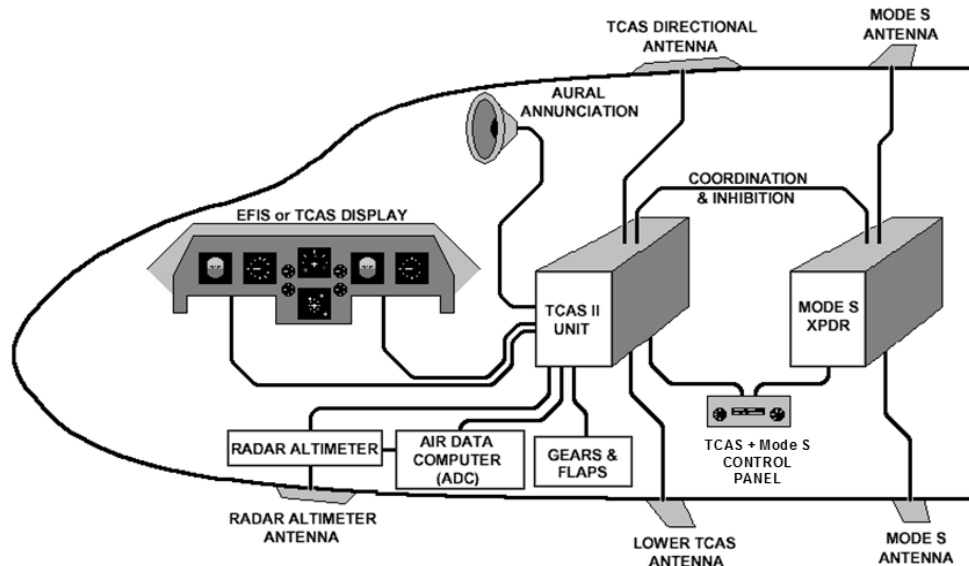 TCAS DIRECTIONAL
ANTENNA
MODE S
ANTENNA
AURAL
ANNUNCIATION
COORDINATION
& INHIBITION
EFIS or TCAS DISPLAY
TCAS II
UNIT
MODE S
XPDR
RADAR ALTIMETER
AIR DATA
COMPUTER
(ADC)
GEARS &
FLAPS
TCAS + Mode S
CONTROL
PANEL
RADAR ALTIMETER
ANTENNA
LOWER TCAS
ANTENNA
MODE S
ANTENNA